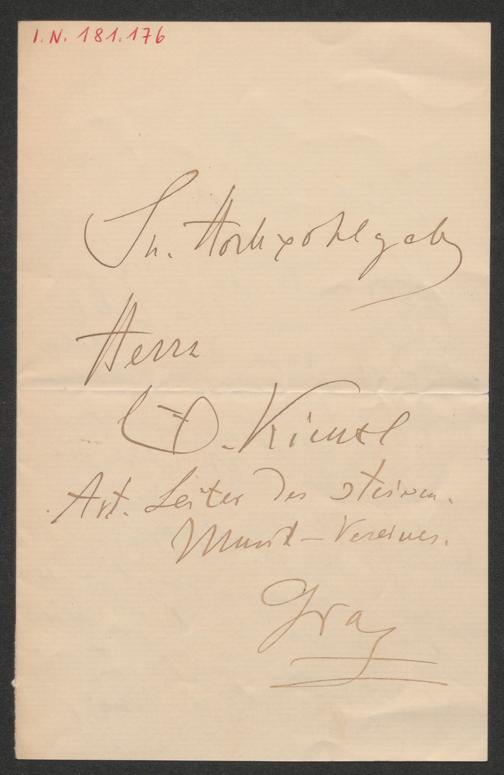 I.N. 181.176
Sr. Hochwohlgeb
Herrn
D. Kienzl
Art. Leiter des steierm.
Musik-Vereines.
Graz